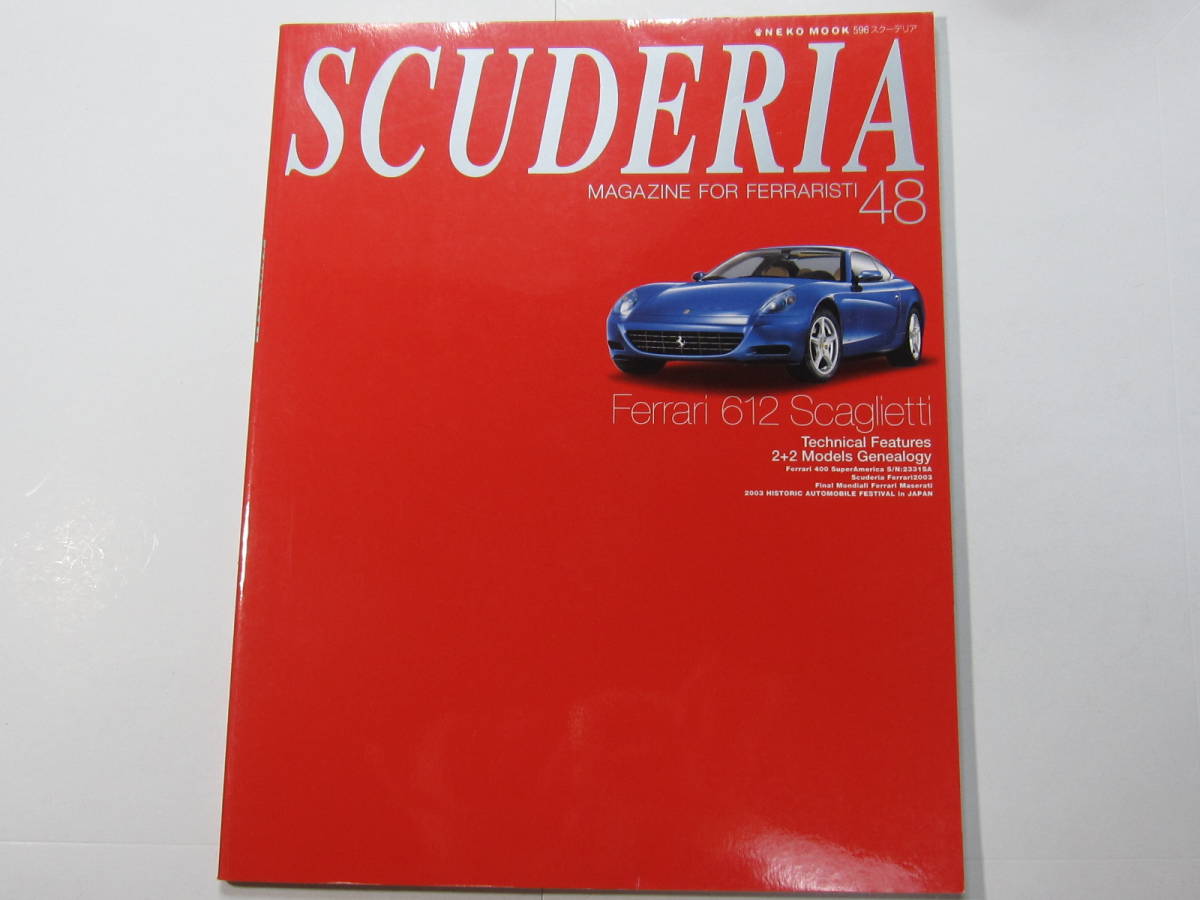 NEKO MOOK 596 スクーデリア
SCUDERIA
MAGAZINE FOR FERRARISTI
48
Ferrari 612 Scaglietti
Technical Features
2+2 Models Genealogy
Ferrari 400 SuperAmerica S/N:2331SA
Scuderia Ferrari2003
Final Mondiali Ferrari Maserati
2003 HISTORIC AUTOMOBILE FESTIVAL in JAPAN